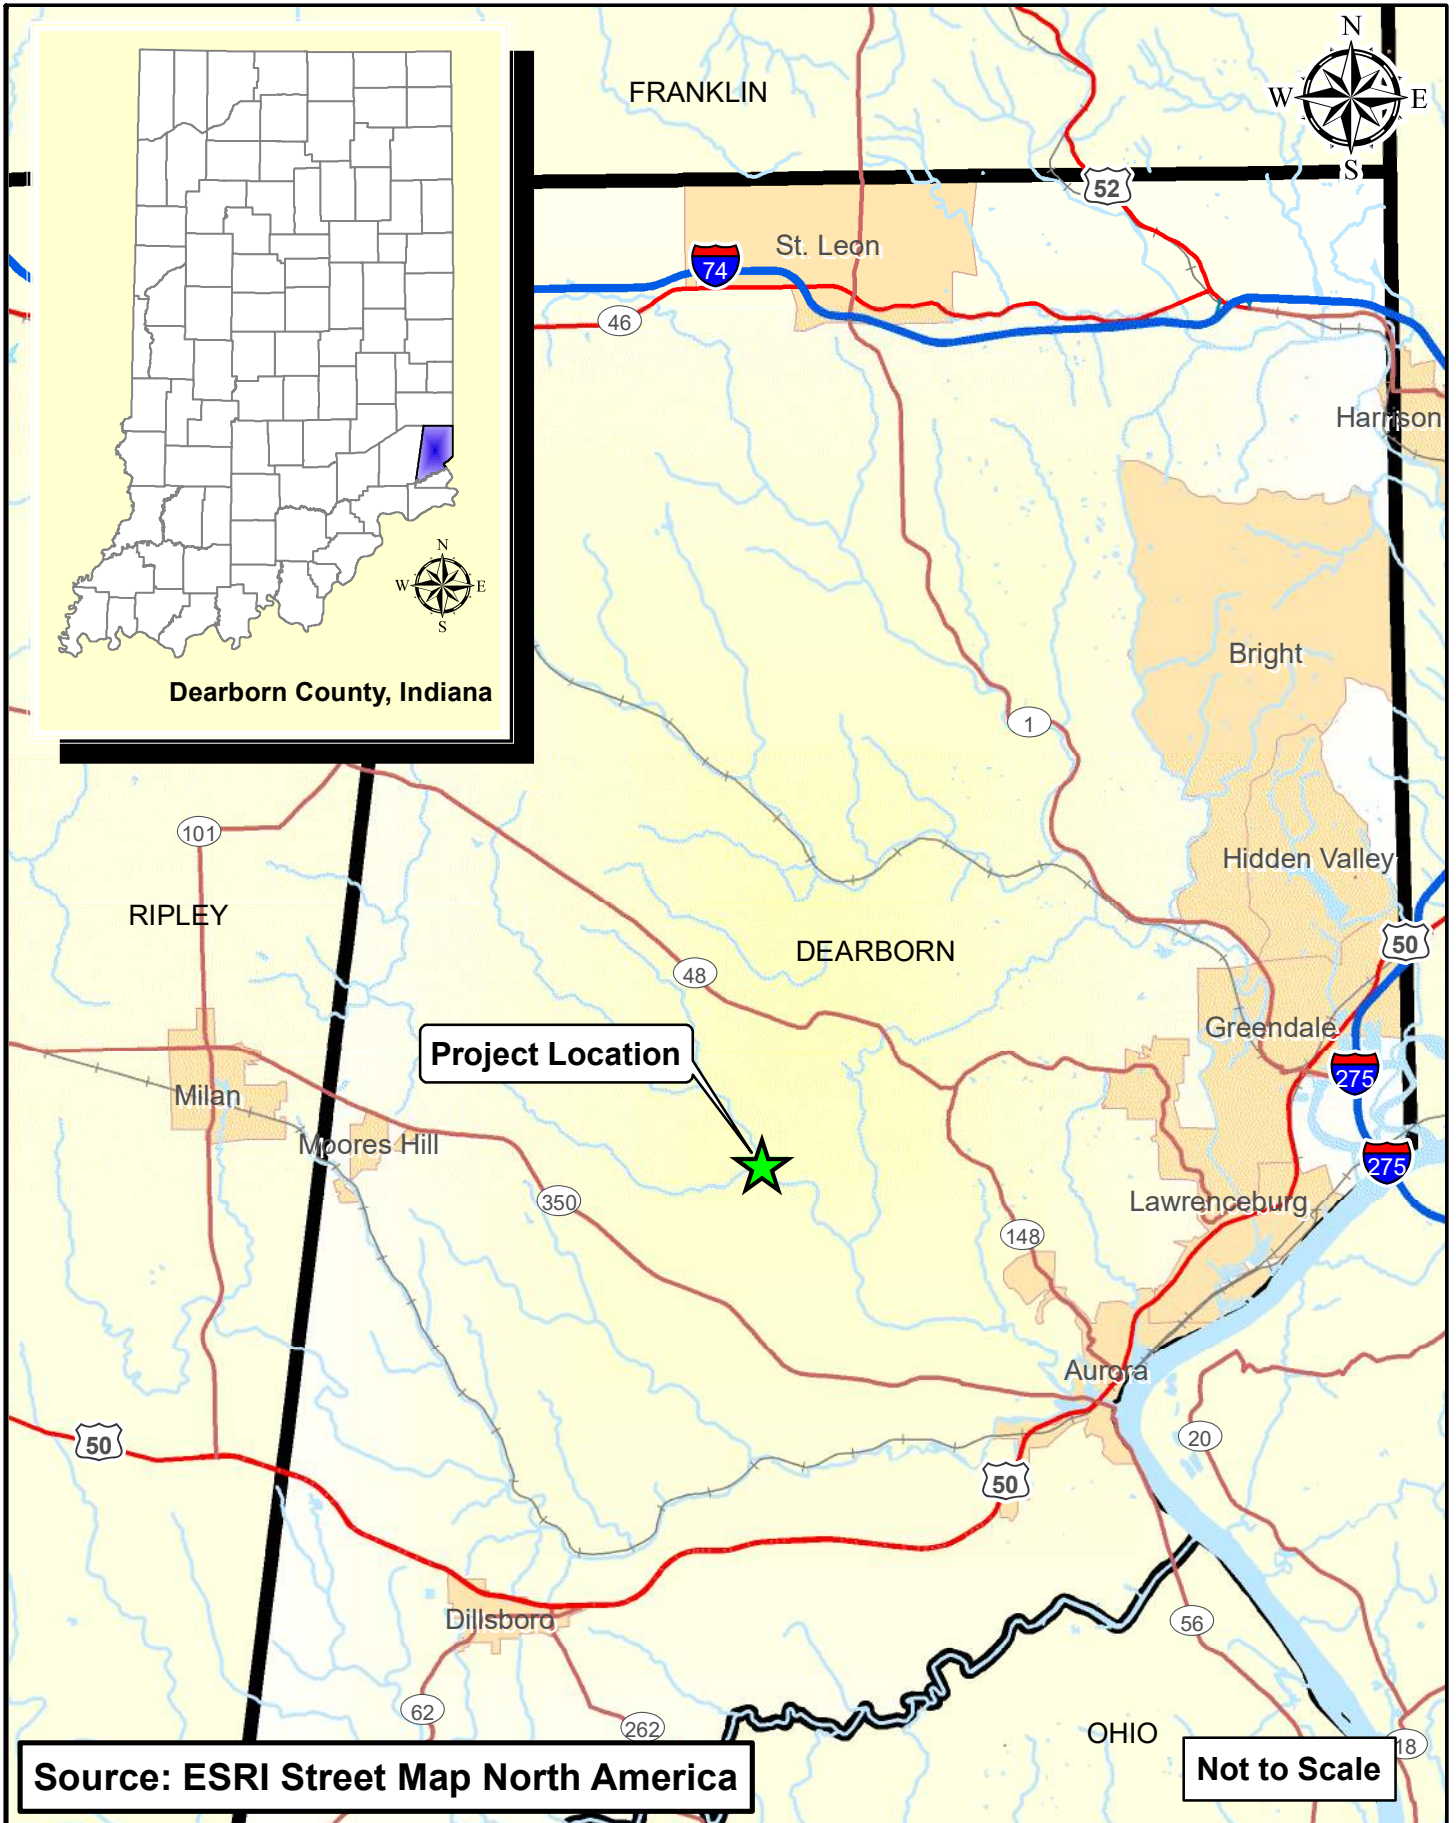 N
W E
S
FRANKLIN
52
St. Leon
74
46
Harrison
N
W E
S
Dearborn County, Indiana
Bright
1
101
Hidden Valley
RIPLEY
DEARBORN
50
48
Greendale
Project Location
275
Milan
Moores Hill
275
350
Lawrenceburg
148
Aurora
50
20
50
Dillsboro
56
62
262
OHIO
18
Source: ESRI Street Map North America
Not to Scale